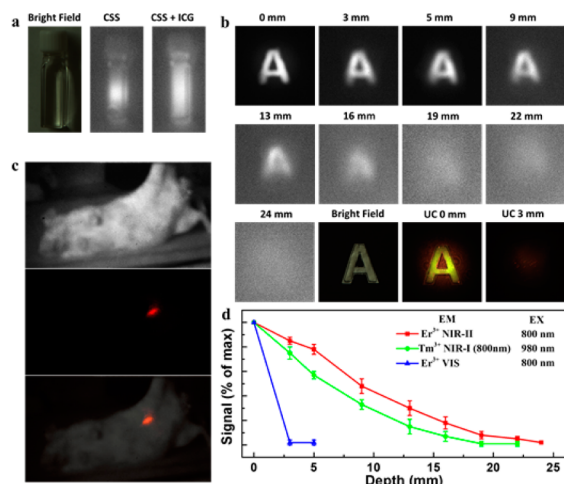 a
Bright Field CSS CSS + ICG
b
0 mm 3 mm 5 mm 9 mm
A A A A
13 mm 16 mm 19 mm 22 mm
A A
24 mm Bright Field UC 0 mm UC 3 mm
A A
c
d
EM EX
Er³⁺ NIR-II 800 nm
Tm³⁺ NIR-I (800nm) 980 nm
Er³⁺ VIS 800 nm
Signal (% of max)
0 5 10 15 20 25
Depth (mm)